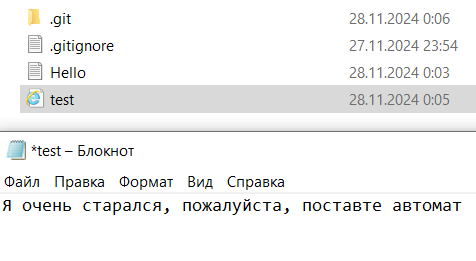 .git 28.11.2024 0:06
.gitignore 27.11.2024 23:54
Hello 28.11.2024 0:03
test 28.11.2024 0:05
*test – Блокнот
Файл Правка Формат Вид Справка
Я очень старался, пожалуйста, поставте автомат